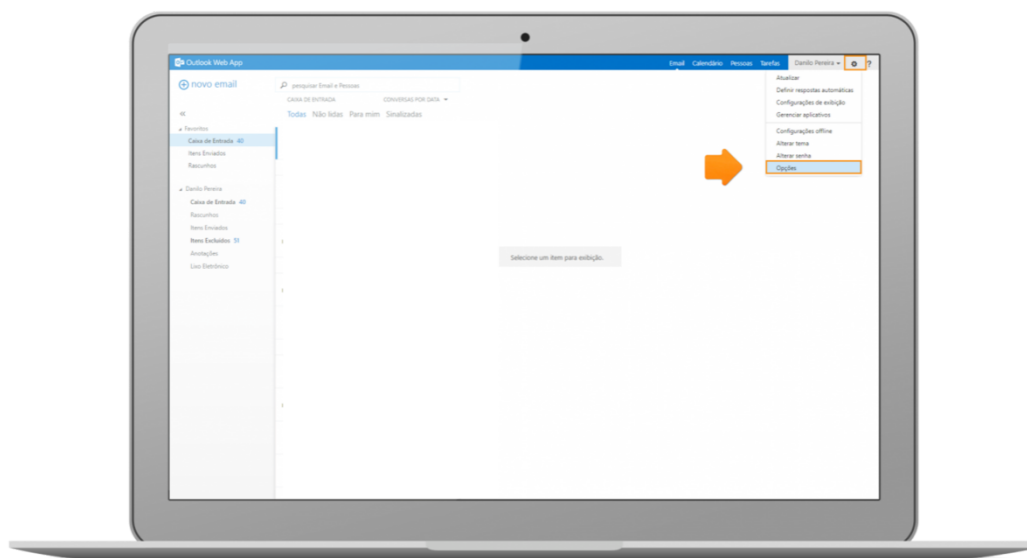 Outlook Web App
Email Calendário Pessoas Tarefas Danilo Pereira ?
novo email
pesquisar Email e Pessoas
CAIXA DE ENTRADA CONVERSAS POR DATA
Todas Não lidas Para mim Sinalizadas
Favoritos
Caixa de Entrada 40
Itens Enviados
Rascunhos
Danilo Pereira
Caixa de Entrada 40
Rascunhos
Itens Enviados
Itens Excluídos 51
Anotações
Lixo Eletrônico
Selecione um item para exibição.
Atualizar
Definir respostas automáticas
Configurações de exibição
Gerenciar aplicativos
Configurações offline
Alterar tema
Alterar senha
Opções